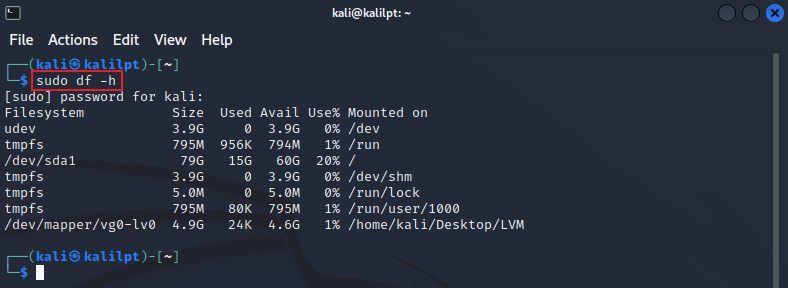 kali@kalilpt: ~
File Actions Edit View Help
┌──(kali㉿kalilpt)-[~]
└─$ sudo df -h
[sudo] password for kali:
Filesystem Size Used Avail Use% Mounted on
udev 3.9G 0 3.9G 0% /dev
tmpfs 795M 956K 794M 1% /run
/dev/sda1 79G 15G 60G 20% /
tmpfs 3.9G 0 3.9G 0% /dev/shm
tmpfs 5.0M 0 5.0M 0% /run/lock
tmpfs 795M 80K 795M 1% /run/user/1000
/dev/mapper/vg0-lv0 4.9G 24K 4.6G 1% /home/kali/Desktop/LVM
┌──(kali㉿kalilpt)-[~]
└─$